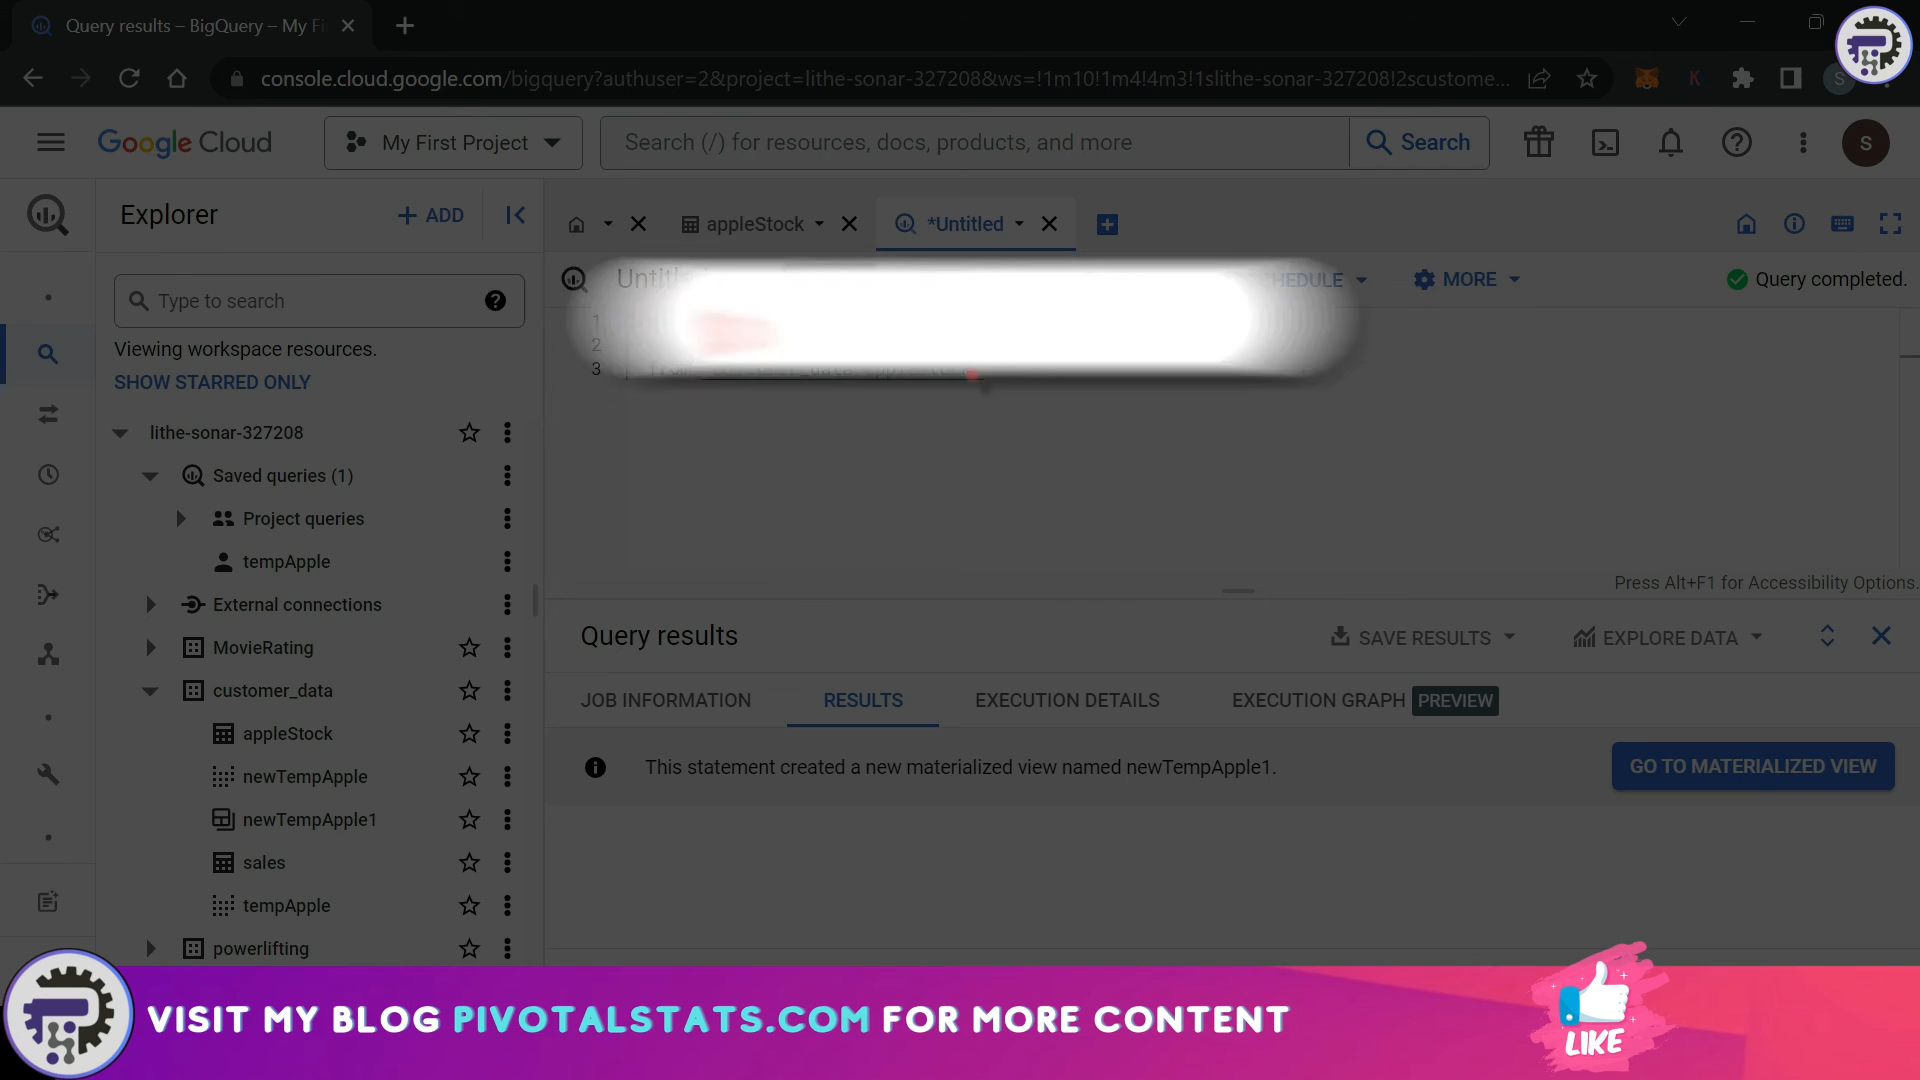 Query results – BigQuery – My Fi
console.cloud.google.com/bigquery?authuser=2&project=lithe-sonar-327208&ws=!1m10!1m4!4m3!1slithe-sonar-327208!2scustome...
K
S
Google Cloud
My First Project
Search (/) for resources, docs, products, and more
Search
S
Explorer
+ ADD
appleStock
*Untitled
MORE
Query completed.
Type to search
1
2
3
Viewing workspace resources.
SHOW STARRED ONLY
lithe-sonar-327208
Saved queries (1)
Project queries
tempApple
External connections
MovieRating
customer_data
appleStock
newTempApple
newTempApple1
sales
tempApple
powerlifting
Press Alt+F1 for Accessibility Options.
Query results
SAVE RESULTS
EXPLORE DATA
JOB INFORMATION
RESULTS
EXECUTION DETAILS
EXECUTION GRAPH
PREVIEW
This statement created a new materialized view named newTempApple1.
GO TO MATERIALIZED VIEW
VISIT MY BLOG PIVOTALSTATS.COM FOR MORE CONTENT
LIKE